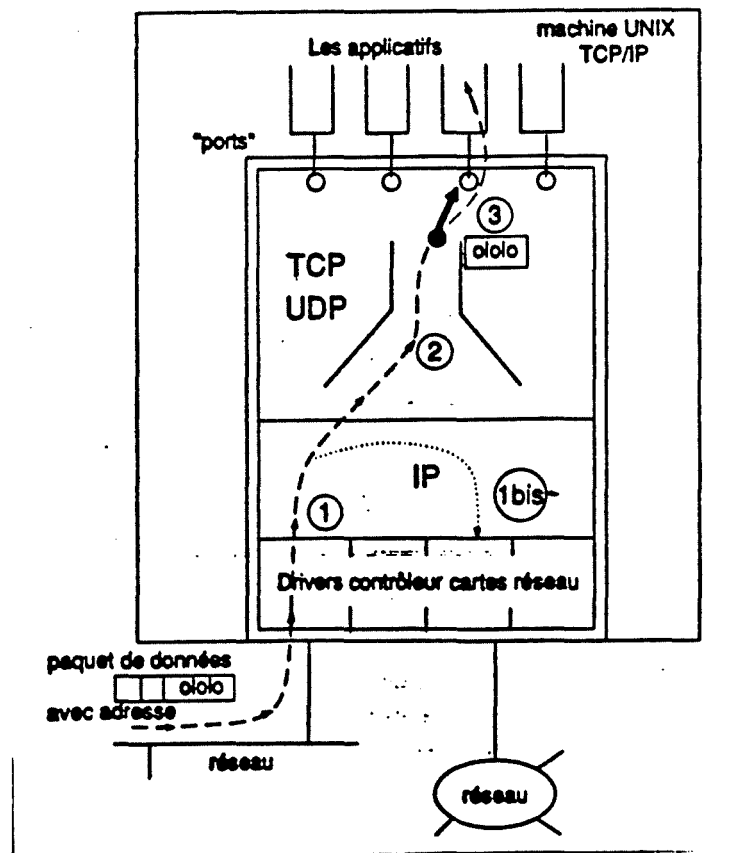 machine UNIX
TCP/IP
Les applicatifs
"ports"
3
ololo
TCP
UDP
2
IP
1bis
1
Drivers contrôleur cartes réseau
paquet de données
ololo
avec adresse
réseau
réseau